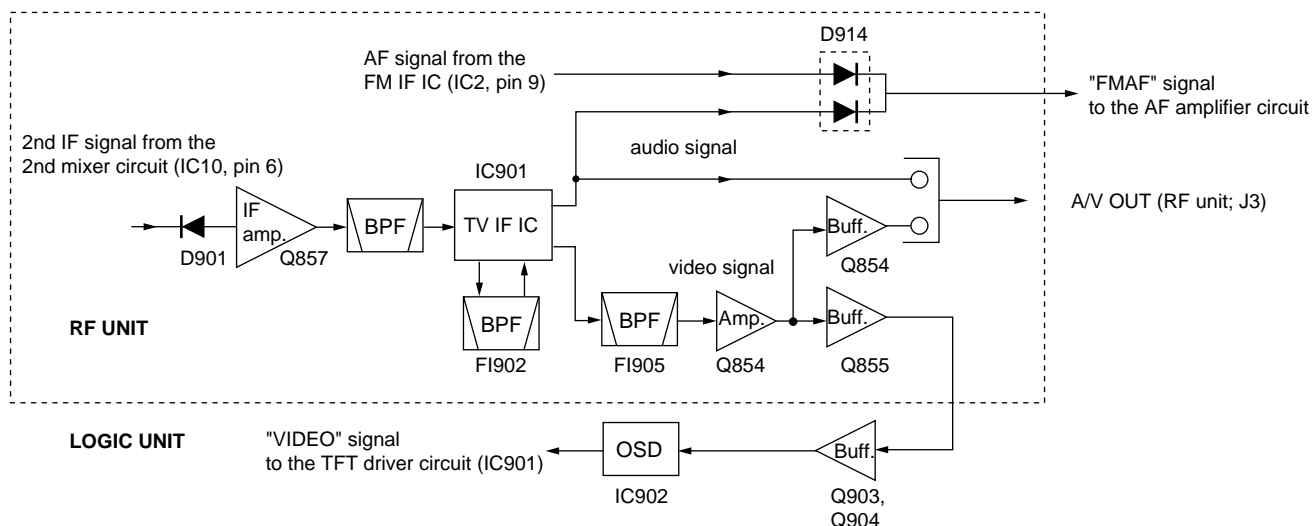 D914
AF signal from the
FM IF IC (IC2, pin 9)
"FMAF" signal
to the AF amplifier circuit
2nd IF signal from the
2nd mixer circuit (IC10, pin 6)
audio signal
IC901
A/V OUT (RF unit; J3)
IF
amp.
BPF
TV IF IC
Buff.
D901
Q857
video signal
Q854
RF UNIT
BPF
BPF
Amp.
Buff.
FI902
FI905
Q854
Q855
LOGIC UNIT
"VIDEO" signal
to the TFT driver circuit (IC901)
OSD
Buff.
IC902
Q903,
Q904